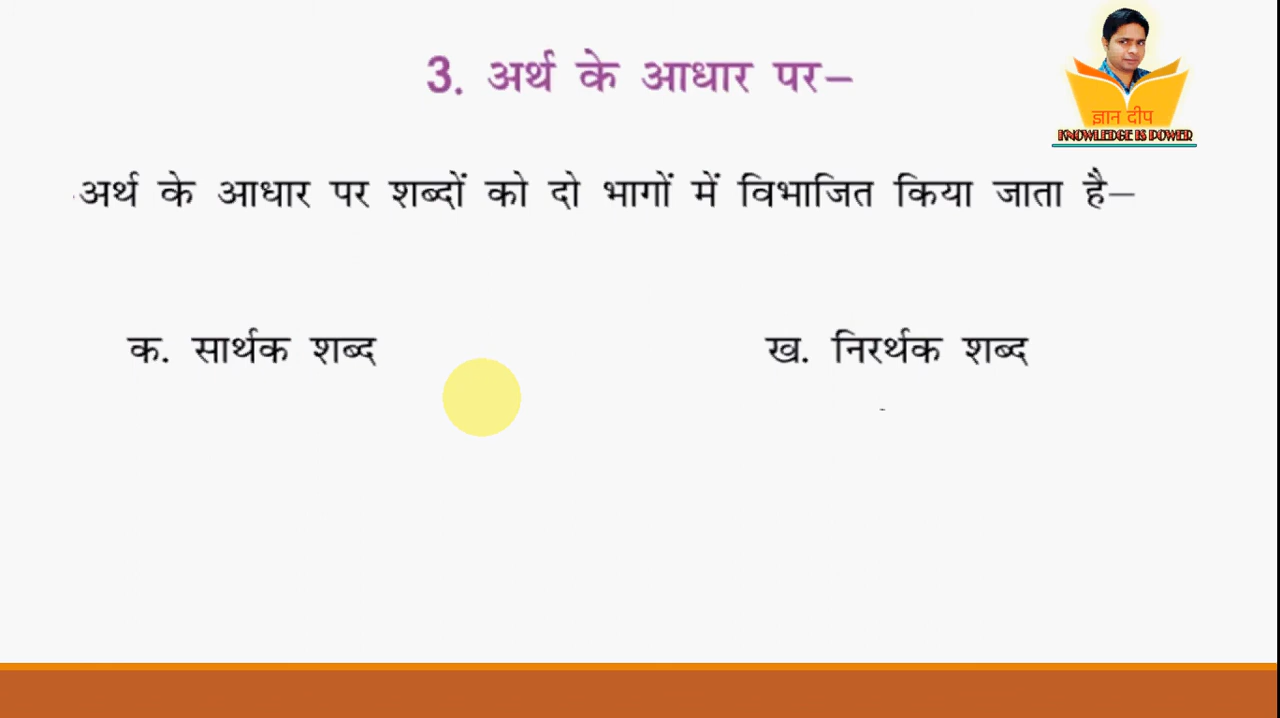 3. अर्थ के आधार पर–
ज्ञान दीप
KNOWLEDGE IS POWER
अर्थ के आधार पर शब्दों को दो भागों में विभाजित किया जाता है–
क. सार्थक शब्द
ख. निरर्थक शब्द